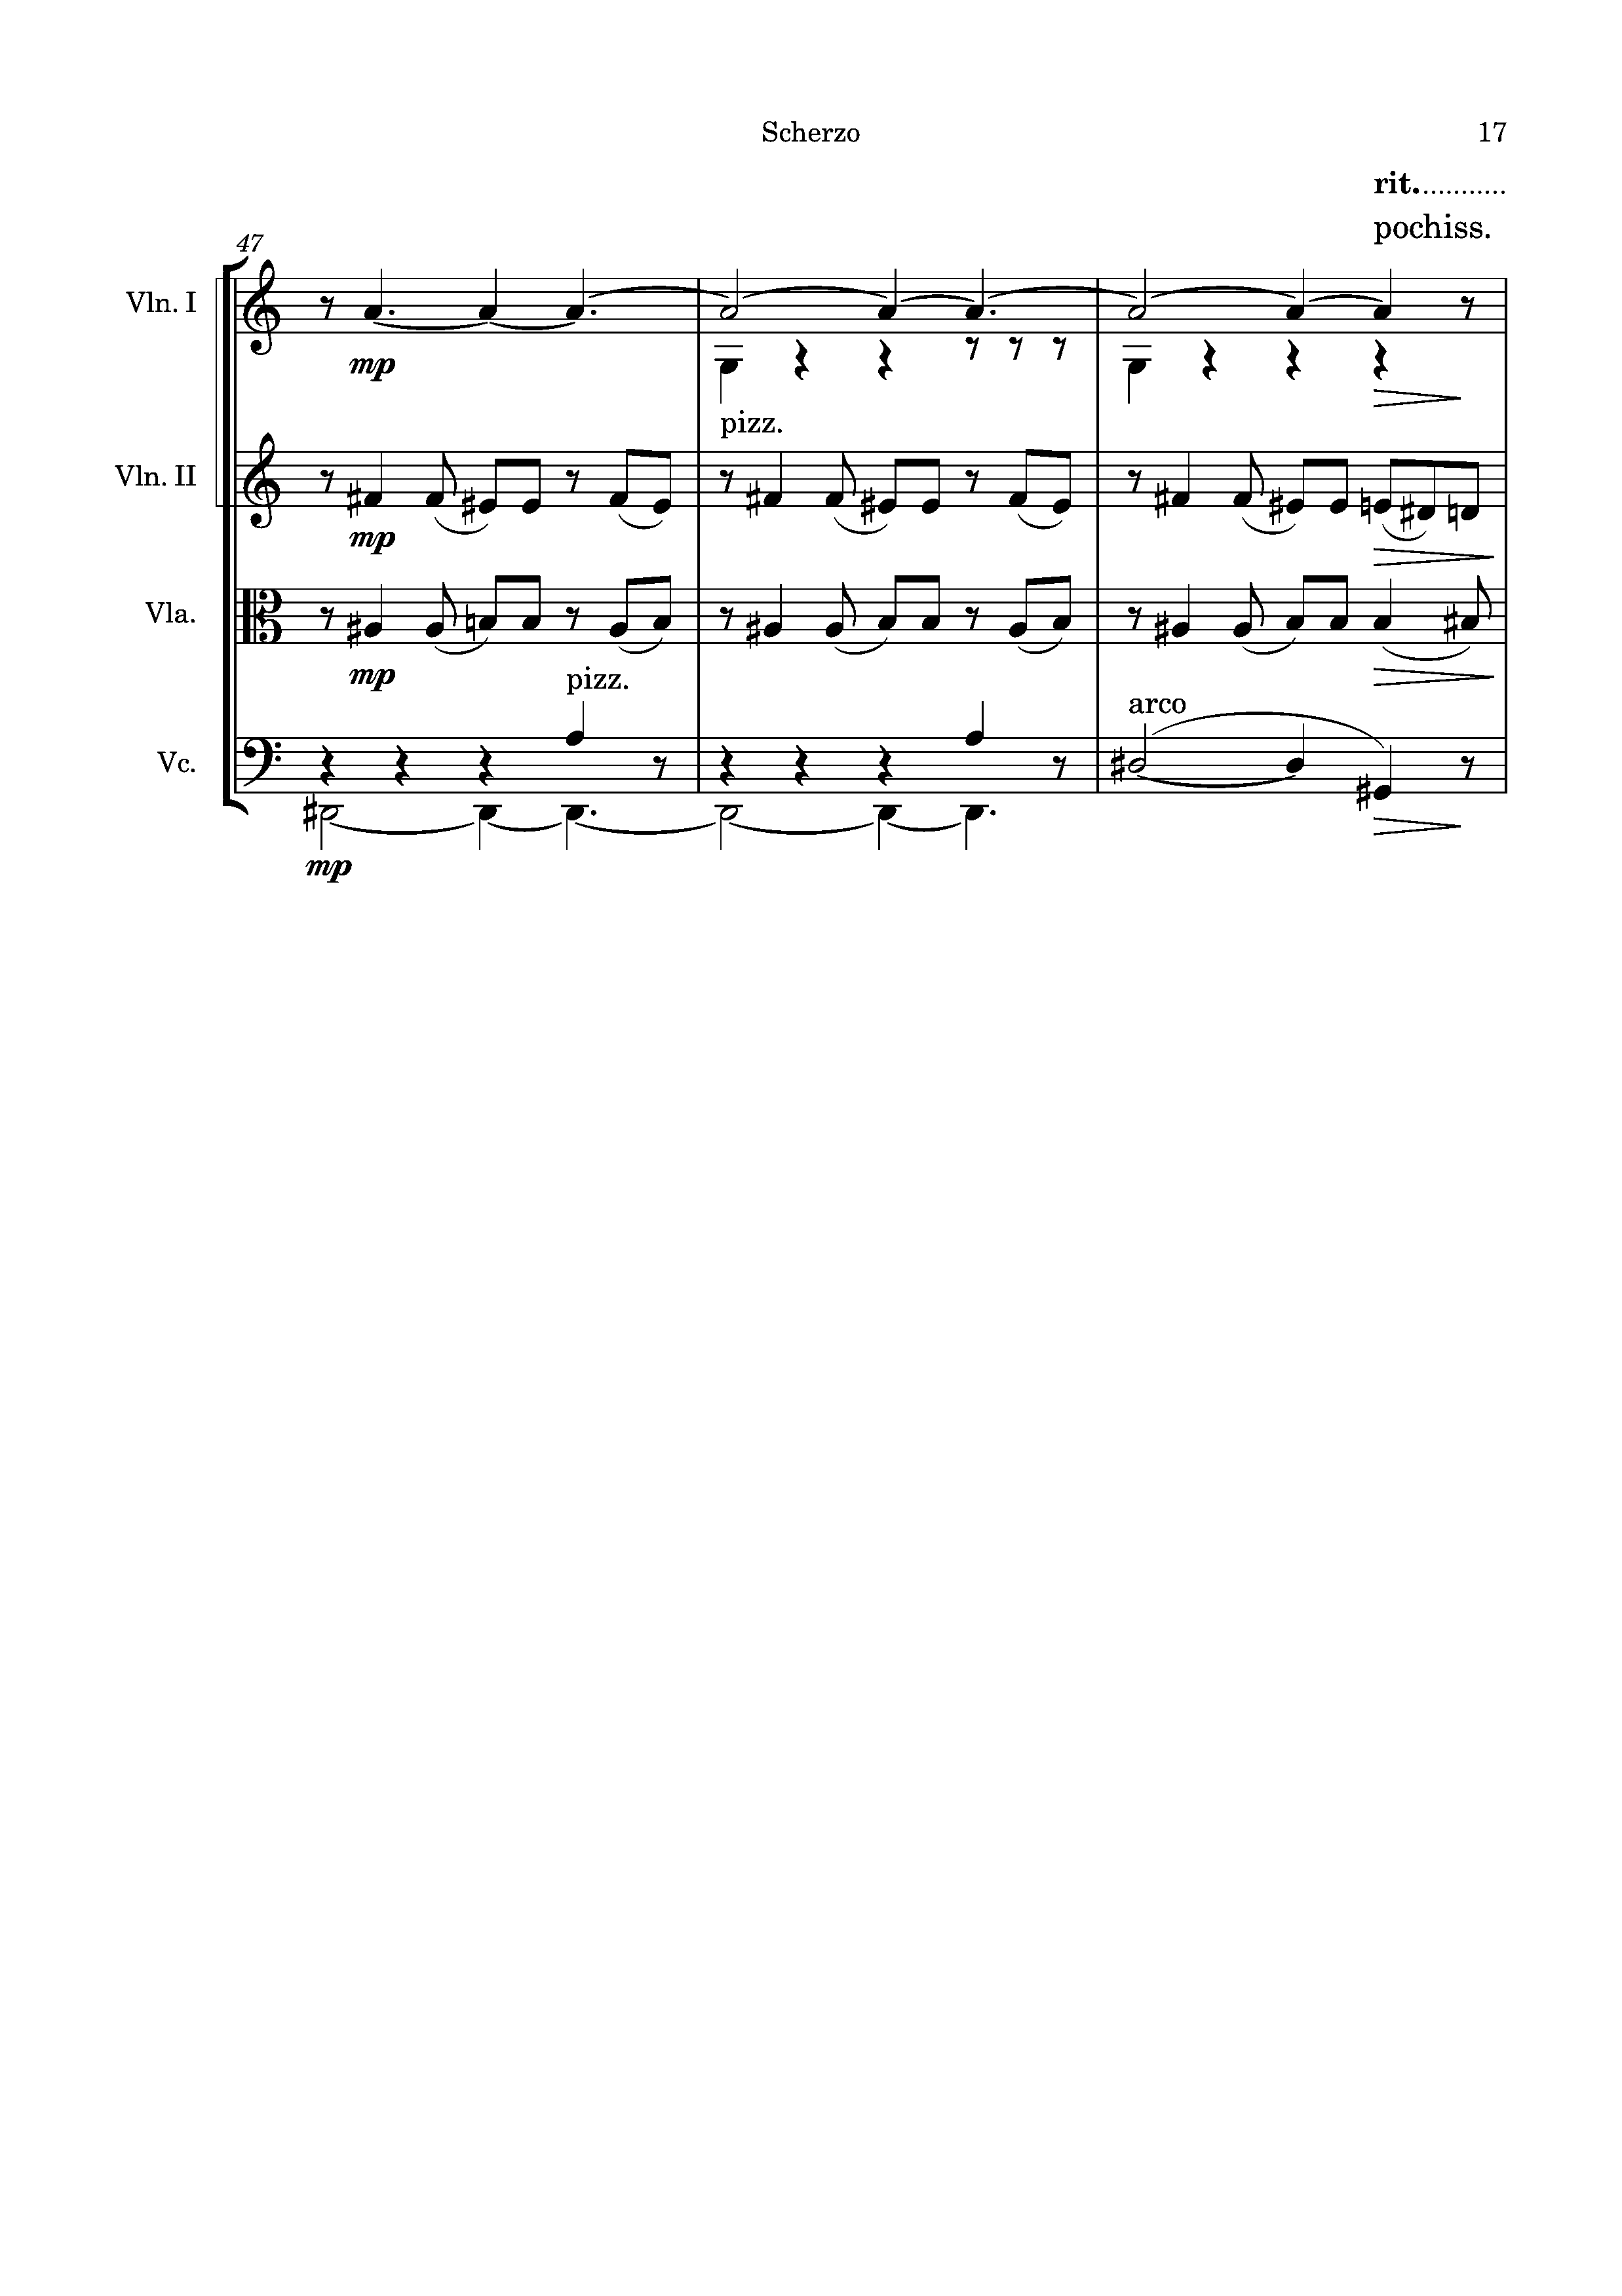 Scherzo 17
rit...........
pochiss.
47
Vln. I
mp
pizz.
Vln. II
mp
Vla.
mp
pizz.
arco
Vc.
mp